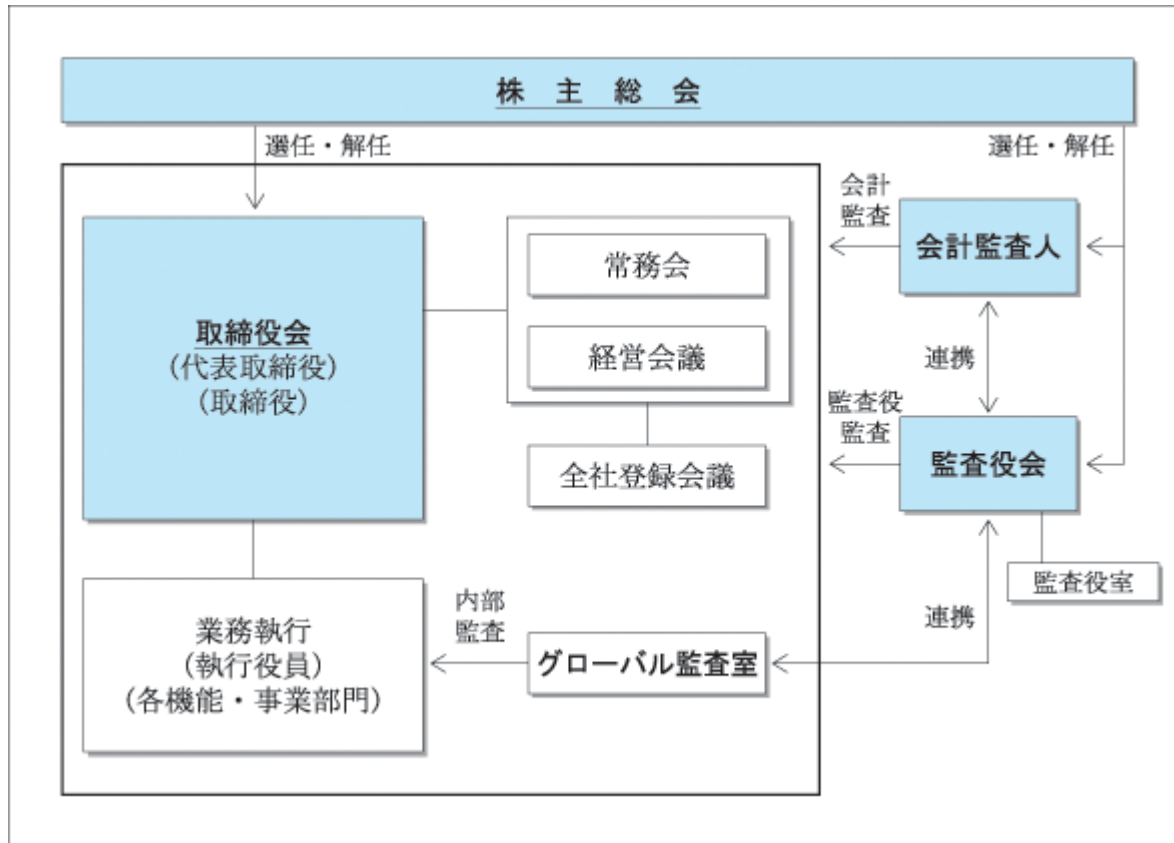 株 主 総 会
選任・解任
選任・解任
会計
監査
会計監査人
常務会
取締役会
(代表取締役)
(取締役)
経営会議
連携
監査役
監査
監査役会
全社登録会議
監査役室
内部
監査
業務執行
(執行役員)
(各機能・事業部門)
グローバル監査室
連携